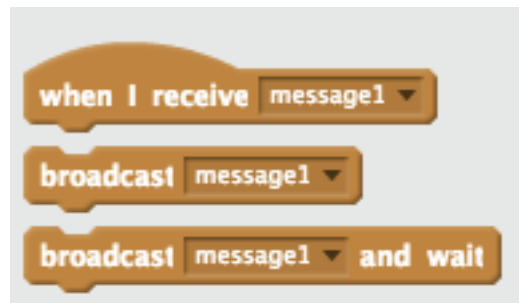 when I receive message1
broadcast message1
broadcast message1 and wait